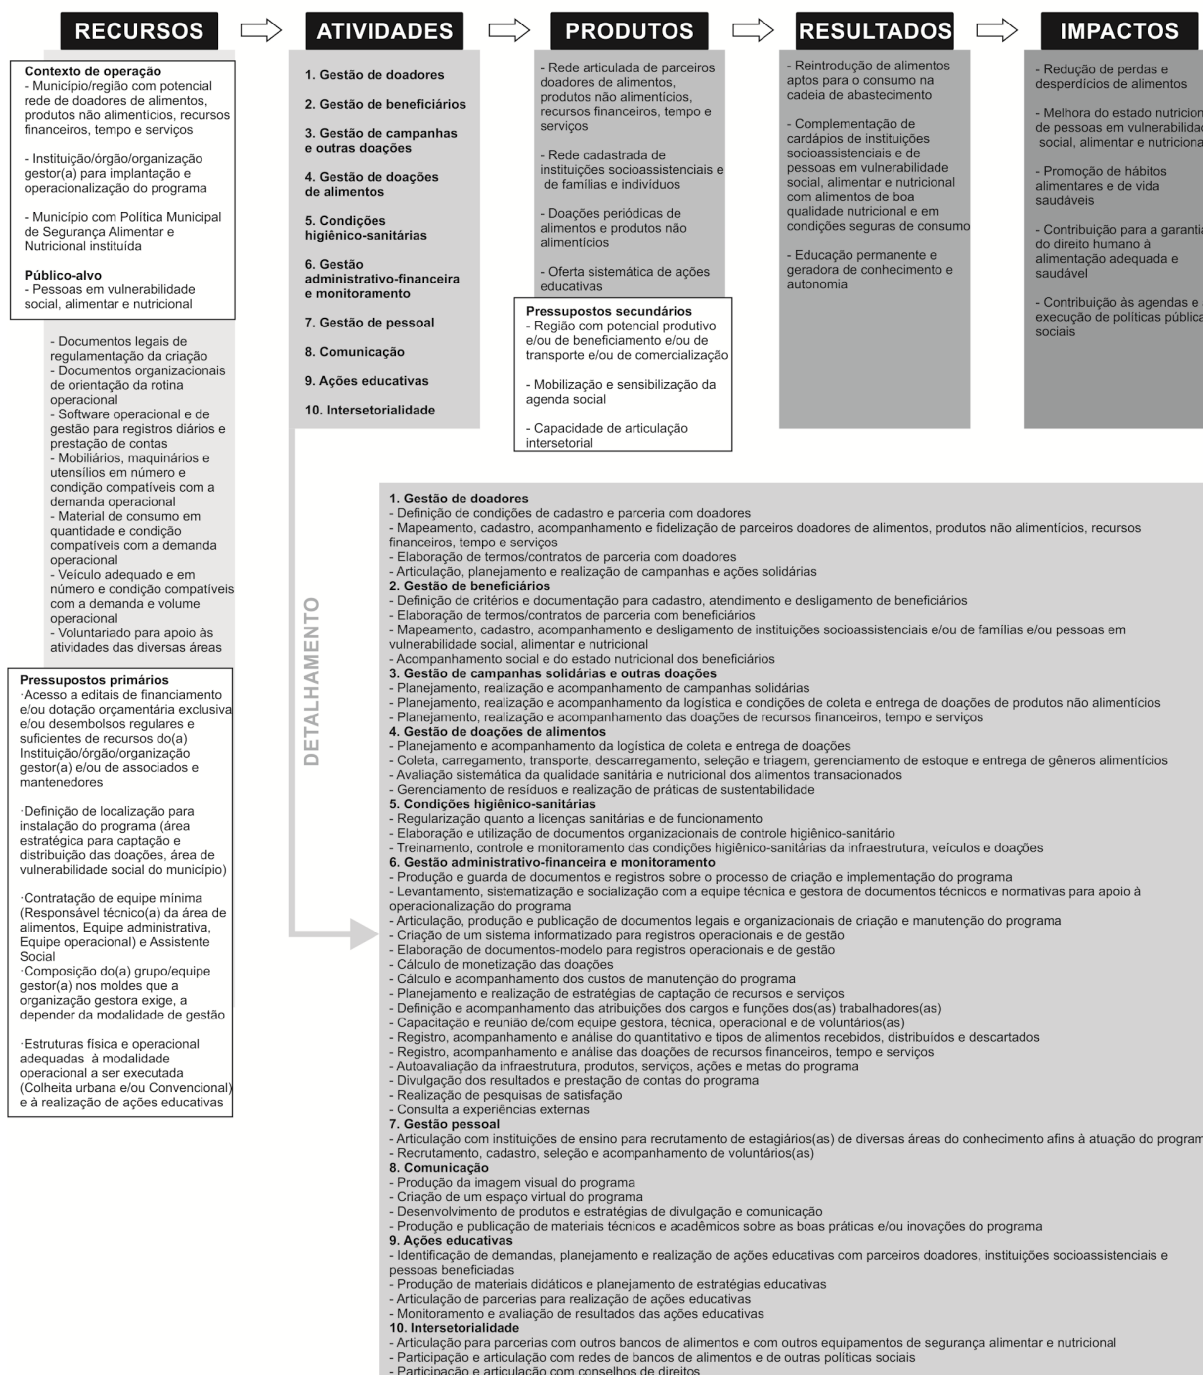 RECURSOS
ATIVIDADES
PRODUTOS
RESULTADOS
IMPACTOS
Contexto de operação
- Município/região com potencial
rede de doadores de alimentos,
produtos não alimentícios, recursos
financeiros, tempo e serviços
- Instituição/órgão/organização
gestor(a) para implantação e
operacionalização do programa
- Município com Política Municipal
de Segurança Alimentar e
Nutricional instituída
Público-alvo
- Pessoas em vulnerabilidade
social, alimentar e nutricional
- Documentos legais de
regulamentação da criação
- Documentos organizacionais
de orientação da rotina
operacional
- Software operacional e de
gestão para registros diários e
prestação de contas
- Mobiliários, maquinários e
utensílios em número e
condição compatíveis com a
demanda operacional
- Material de consumo em
quantidade e condição
compatíveis com a demanda
operacional
- Veículo adequado e em
número e condição compatíveis
com a demanda e volume
operacional
- Voluntariado para apoio às
atividades das diversas áreas
Pressupostos primários
·Acesso a editais de financiamento
e/ou dotação orçamentária exclusiva
e/ou desembolsos regulares e
suficientes de recursos do(a)
Instituição/órgão/organização
gestor(a) e/ou de associados e
mantenedores
·Definição de localização para
instalação do programa (área
estratégica para captação e
distribuição das doações, área de
vulnerabilidade social do município)
·Contratação de equipe mínima
(Responsável técnico(a) da área de
alimentos, Equipe administrativa,
Equipe operacional) e Assistente
Social
·Composição do(a) grupo/equipe
gestor(a) nos moldes que a
organização gestora exige, a
depender da modalidade de gestão
·Estruturas física e operacional
adequadas à modalidade
operacional a ser executada
(Colheita urbana e/ou Convencional)
e à realização de ações educativas
1. Gestão de doadores
2. Gestão de beneficiários
3. Gestão de campanhas
e outras doações
4. Gestão de doações
de alimentos
5. Condições
higiênico-sanitárias
6. Gestão
administrativo-financeira
e monitoramento
7. Gestão de pessoal
8. Comunicação
9. Ações educativas
10. Intersetorialidade
- Rede articulada de parceiros
doadores de alimentos,
produtos não alimentícios,
recursos financeiros, tempo e
serviços
- Rede cadastrada de
instituições socioassistenciais e
de famílias e indivíduos
- Doações periódicas de
alimentos e produtos não
alimentícios
- Oferta sistemática de ações
educativas
Pressupostos secundários
- Região com potencial produtivo
e/ou de beneficiamento e/ou de
transporte e/ou de comercialização
- Mobilização e sensibilização da
agenda social
- Capacidade de articulação
intersetorial
- Reintrodução de alimentos
aptos para o consumo na
cadeia de abastecimento
- Complementação de
cardápios de instituições
socioassistenciais e de
pessoas em vulnerabilidade
social, alimentar e nutricional
com alimentos de boa
qualidade nutricional e em
condições seguras de consumo
- Educação permanente e
geradora de conhecimento e
autonomia
- Redução de perdas e
desperdícios de alimentos
- Melhora do estado nutricion
de pessoas em vulnerabilidad
social, alimentar e nutriciona
- Promoção de hábitos
alimentares e de vida
saudáveis
- Contribuição para a garantia
do direito humano à
alimentação adequada e
saudável
- Contribuição às agendas e
execução de políticas pública
sociais
DETALHAMENTO
1. Gestão de doadores
- Definição de condições de cadastro e parceria com doadores
- Mapeamento, cadastro, acompanhamento e fidelização de parceiros doadores de alimentos, produtos não alimentícios, recursos
financeiros, tempo e serviços
- Elaboração de termos/contratos de parceria com doadores
- Articulação, planejamento e realização de campanhas e ações solidárias
2. Gestão de beneficiários
- Definição de critérios e documentação para cadastro, atendimento e desligamento de beneficiários
- Elaboração de termos/contratos de parceria com beneficiários
- Mapeamento, cadastro, acompanhamento e desligamento de instituições socioassistenciais e/ou de famílias e/ou pessoas em
vulnerabilidade social, alimentar e nutricional
- Acompanhamento social e do estado nutricional dos beneficiários
3. Gestão de campanhas solidárias e outras doações
- Planejamento, realização e acompanhamento de campanhas solidárias
- Planejamento, realização e acompanhamento da logística e condições de coleta e entrega de doações de produtos não alimentícios
- Planejamento, realização e acompanhamento das doações de recursos financeiros, tempo e serviços
4. Gestão de doações de alimentos
- Planejamento e acompanhamento da logística de coleta e entrega de doações
- Coleta, carregamento, transporte, descarregamento, seleção e triagem, gerenciamento de estoque e entrega de gêneros alimentícios
- Avaliação sistemática da qualidade sanitária e nutricional dos alimentos transacionados
- Gerenciamento de resíduos e realização de práticas de sustentabilidade
5. Condições higiênico-sanitárias
- Regularização quanto a licenças sanitárias e de funcionamento
- Elaboração e utilização de documentos organizacionais de controle higiênico-sanitário
- Treinamento, controle e monitoramento das condições higiênico-sanitárias da infraestrutura, veículos e doações
6. Gestão administrativo-financeira e monitoramento
- Produção e guarda de documentos e registros sobre o processo de criação e implementação do programa
- Levantamento, sistematização e socialização com a equipe técnica e gestora de documentos técnicos e normativas para apoio à
operacionalização do programa
- Articulação, produção e publicação de documentos legais e organizacionais de criação e manutenção do programa
- Criação de um sistema informatizado para registros operacionais e de gestão
- Elaboração de documentos-modelo para registros operacionais e de gestão
- Cálculo de monetização das doações
- Cálculo e acompanhamento dos custos de manutenção do programa
- Planejamento e realização de estratégias de captação de recursos e serviços
- Definição e acompanhamento das atribuições dos cargos e funções dos(as) trabalhadores(as)
- Capacitação e reunião de/com equipe gestora, técnica, operacional e de voluntários(as)
- Registro, acompanhamento e análise do quantitativo e tipos de alimentos recebidos, distribuídos e descartados
- Registro, acompanhamento e análise das doações de recursos financeiros, tempo e serviços
- Autoavaliação da infraestrutura, produtos, serviços, ações e metas do programa
- Divulgação dos resultados e prestação de contas do programa
- Realização de pesquisas de satisfação
- Consulta a experiências externas
7. Gestão pessoal
- Articulação com instituições de ensino para recrutamento de estagiários(as) de diversas áreas do conhecimento afins à atuação do program
- Recrutamento, cadastro, seleção e acompanhamento de voluntários(as)
8. Comunicação
- Produção da imagem visual do programa
- Criação de um espaço virtual do programa
- Desenvolvimento de produtos e estratégias de divulgação e comunicação
- Produção e publicação de materiais técnicos e acadêmicos sobre as boas práticas e/ou inovações do programa
9. Ações educativas
- Identificação de demandas, planejamento e realização de ações educativas com parceiros doadores, instituições socioassistenciais e
pessoas beneficiadas
- Produção de materiais didáticos e planejamento de estratégias educativas
- Articulação de parcerias para realização de ações educativas
- Monitoramento e avaliação de resultados das ações educativas
10. Intersetorialidade
- Articulação para parcerias com outros bancos de alimentos e com outros equipamentos de segurança alimentar e nutricional
- Participação e articulação com redes de bancos de alimentos e de outras políticas sociais
- Participação e articulação com conselhos de direitos